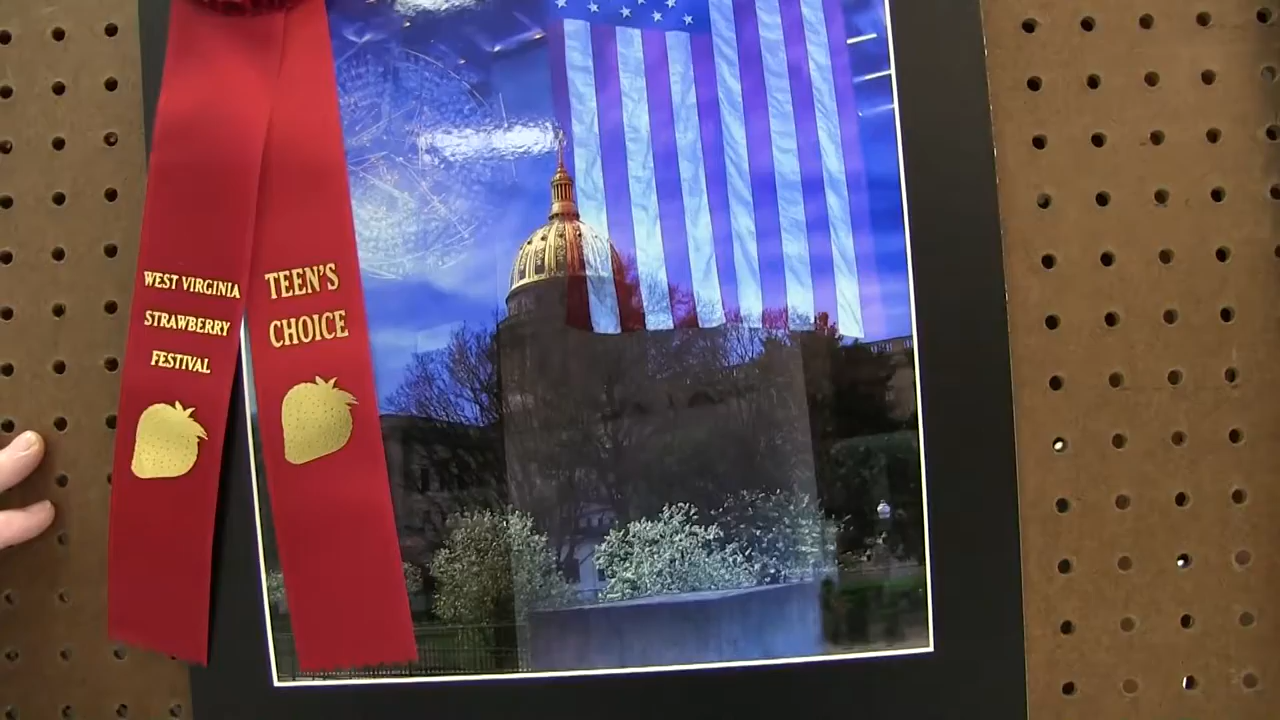 WEST VIRGINIA
STRAWBERRY
FESTIVAL
TEEN'S
CHOICE